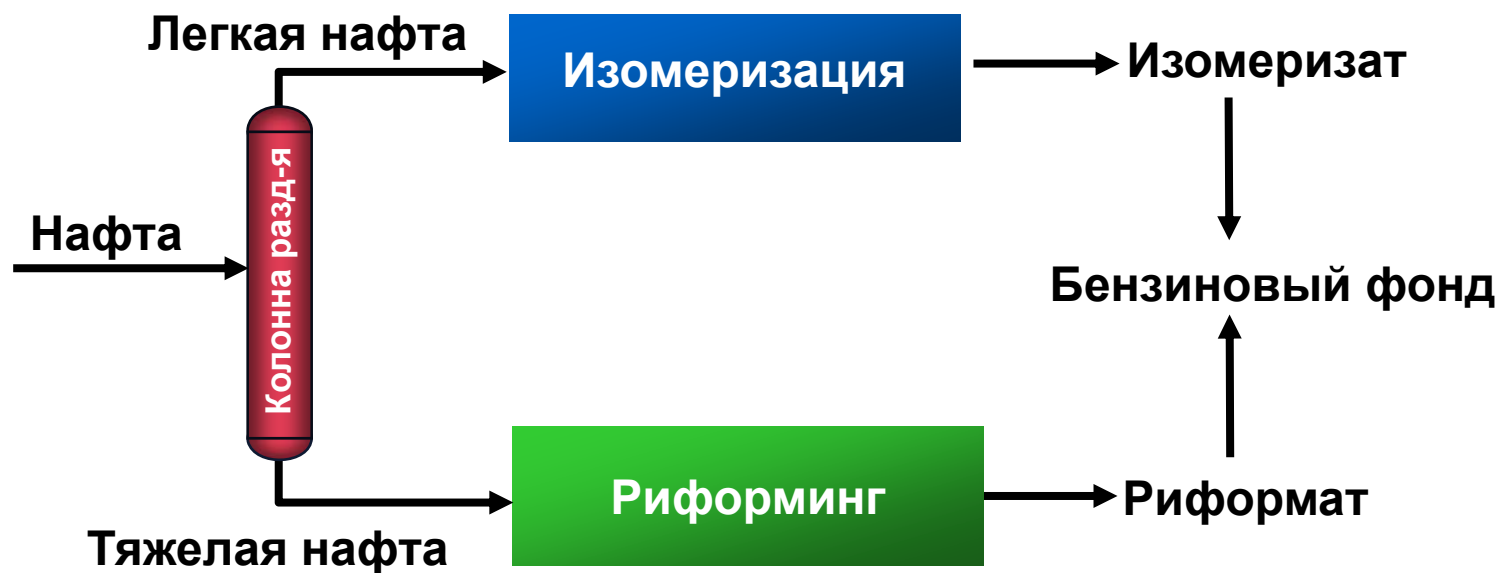 Легкая нафта
Изомеризация
Изомеризат
Нафта
Колонна разд-я
Бензиновый фонд
Риформинг
Риформат
Тяжелая нафта